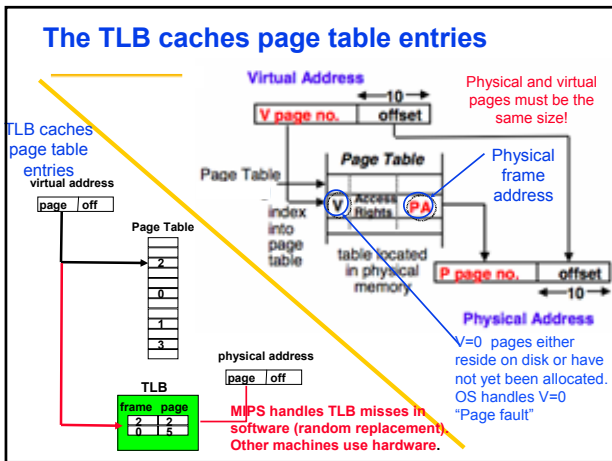 The TLB caches page table entries
Virtual Address
10
V page no.
offset
Physical and virtual
pages must be the
same size!
TLB caches
page table
entries
virtual address
page
off
Page Table
Page Table
V
Access
Rights
PA
Physical
frame
address
index
into
page
table
table located
in physical
memory
P page no.
offset
10
Physical Address
Page Table
2
0
1
3
V=0 pages either
reside on disk or have
not yet been allocated.
OS handles V=0
“Page fault”
physical address
page
off
TLB
frame page
2 2
0 5
MIPS handles TLB misses in
software (random replacement).
Other machines use hardware.